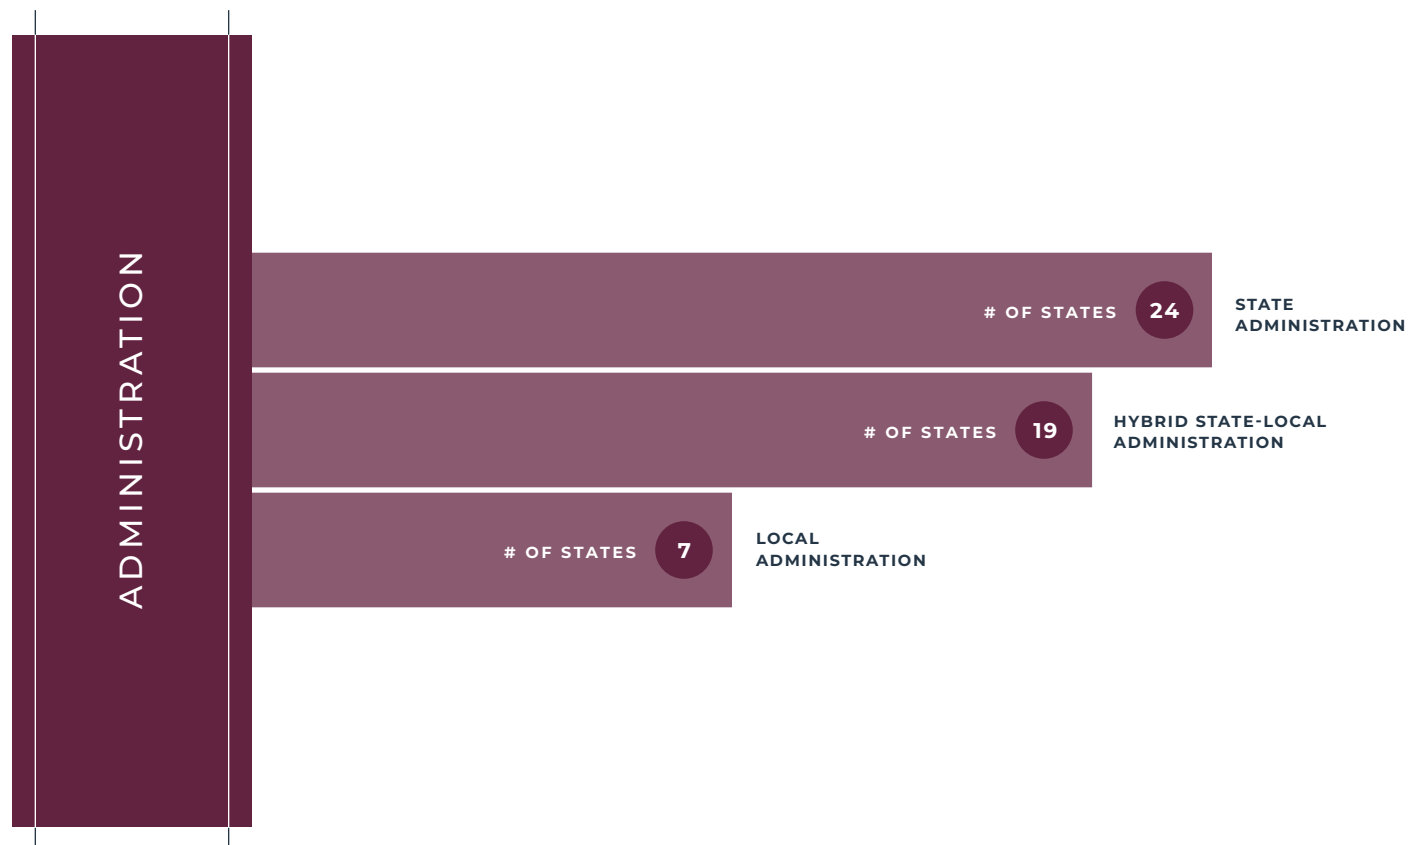 ADMINISTRATION
# OF STATES 24
STATE
ADMINISTRATION
# OF STATES 19
HYBRID STATE-LOCAL
ADMINISTRATION
# OF STATES 7
LOCAL
ADMINISTRATION